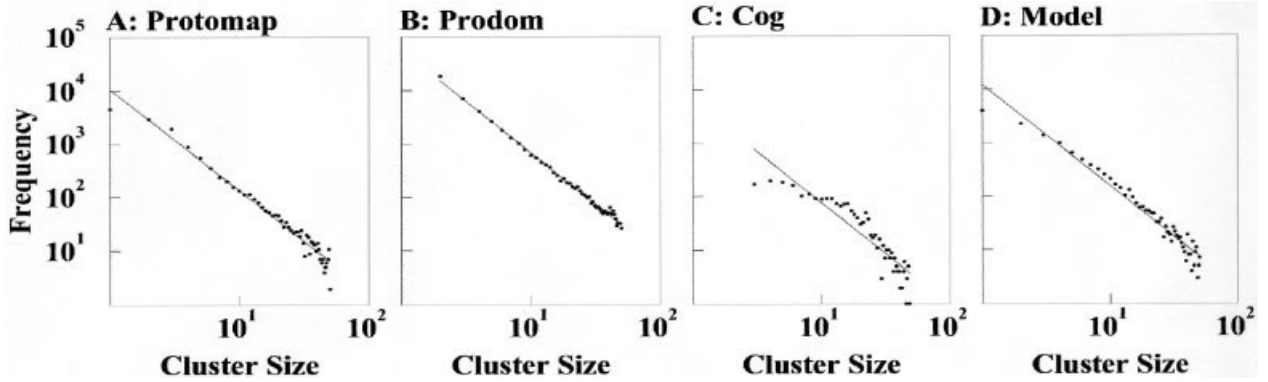 A: Protomap B: Prodom C: Cog D: Model
10^5
10^4
10^3
10^2
10^1
Frequency
10^1 10^2 10^1 10^2 10^1 10^2 10^1 10^2
Cluster Size Cluster Size Cluster Size Cluster Size